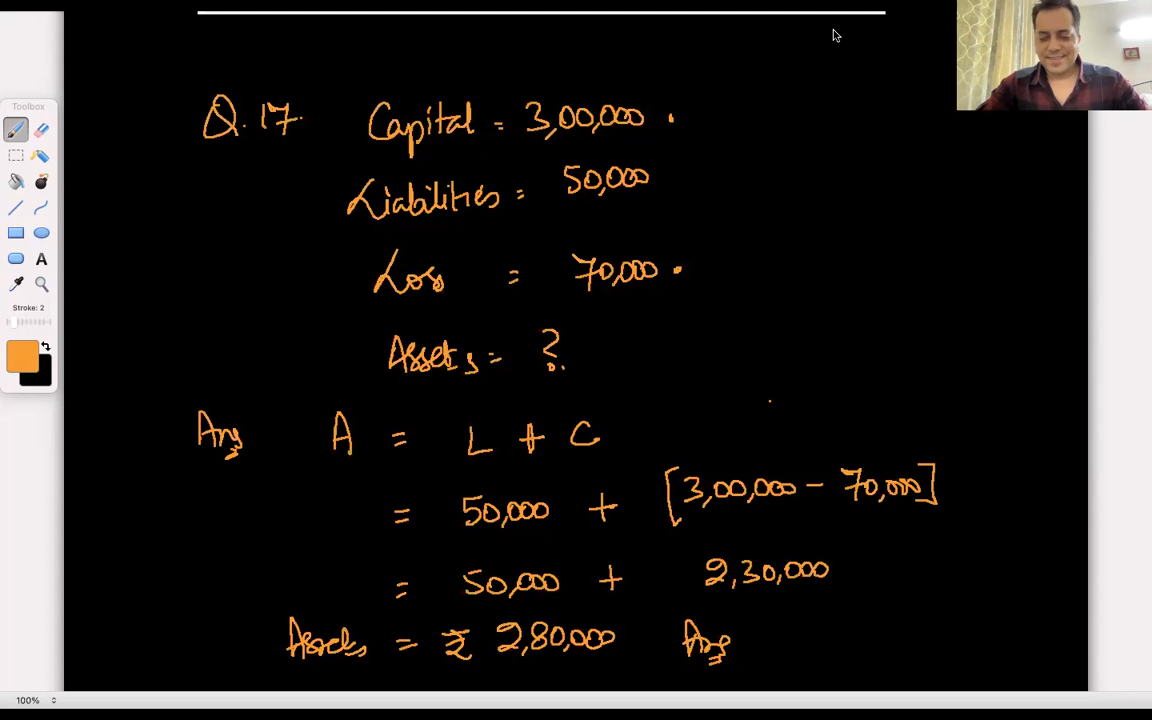 Toolbox
Q.17. Capital = 3,00,000 .
Liabilities = 50,000
Loss = 70,000 .
Assets = ?
Ans A = L + C
= 50,000 + [3,00,000 - 70,000]
= 50,000 + 2,30,000
Assets = ₹ 2,80,000 Ans
A
Stroke: 2
100%